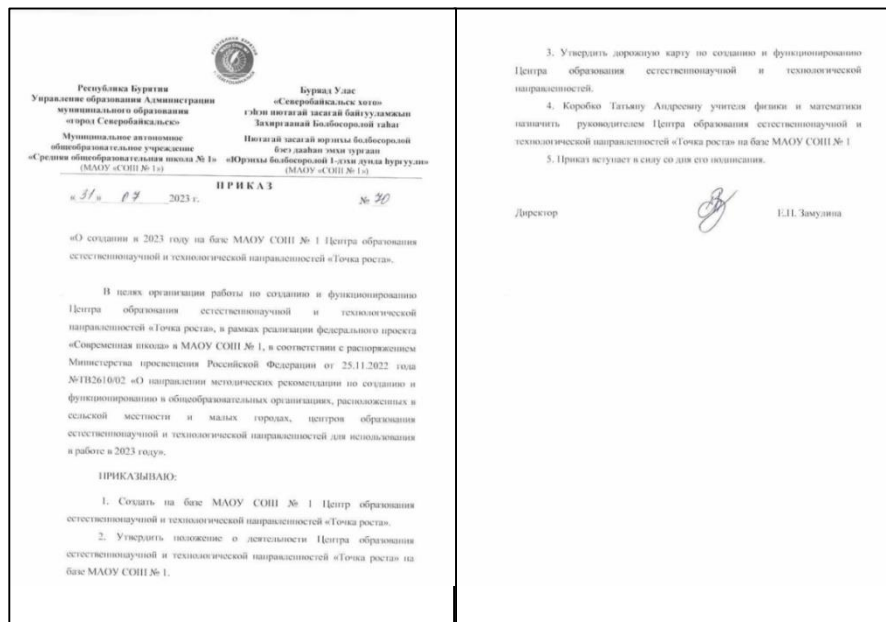 Республика Бурятия
Управление образования Администрации
муниципального образования
«город Северобайкальск»
Муниципальное автономное
общеобразовательное учреждение
«Средняя общеобразовательная школа № 1»
(МАОУ «СОШ № 1»)
Буряад Улас
«Северобайкальск хото»
гэһэн нютагай засагай байгууламжын
Захиргаанай Болбосоролой таһаг
Нютагай засагай юрэнхы болбосоролой
бэеэ дааһан эмхи зургаан
«Юрэнхы болбосоролой 1-дэхи дунда һургуули»
(МАОУ «СОШ № 1»)
ПРИКАЗ
« 31 » 07 2023 г. № 70
«О создании в 2023 году на базе МАОУ СОШ № 1 Центра образования
естественнонаучной и технологической направленностей «Точка роста».
В целях организации работы по созданию и функционированию
Центра образования естественнонаучной и технологической
направленностей «Точка роста», в рамках реализации федерального проекта
«Современная школа» в МАОУ СОШ № 1, в соответствии с распоряжением
Министерства просвещения Российской Федерации от 25.11.2022 года
№ТВ2610/02 «О направлении методических рекомендации по созданию и
функционированию в общеобразовательных организациях, расположенных в
сельской местности и малых городах, центров образования
естественнонаучной и технологической направленностей для использования
в работе в 2023 году».
ПРИКАЗЫВАЮ:
1. Создать на базе МАОУ СОШ № 1 Центр образования
естественнонаучной и технологической направленностей «Точка роста».
2. Утвердить положение о деятельности Центра образования
естественнонаучной и технологической направленностей «Точка роста» на
базе МАОУ СОШ № 1.
3. Утвердить дорожную карту по созданию и функционированию
Центра образования естественнонаучной и технологической
направленностей.
4. Коробко Татьяну Андреевну учителя физики и математики
назначить руководителем Центра образования естественнонаучной и
технологической направленностей «Точка роста» на базе МАОУ СОШ № 1
5. Приказ вступает в силу со дня его подписания.
Директор Е.П. Замулина